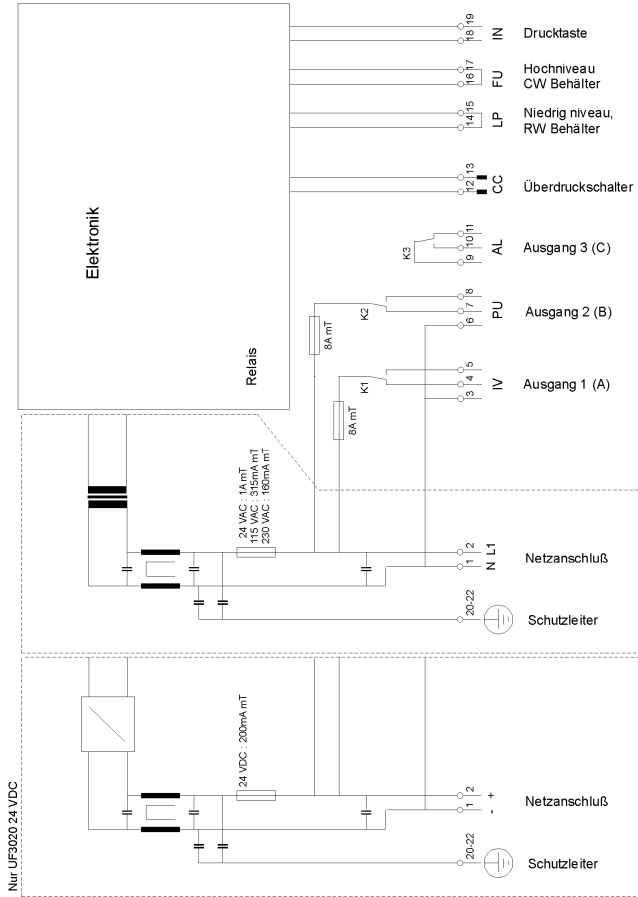 19
18
IN
Drucktaste
17
16
FU
Hochniveau
CW Behälter
15
14
LP
Niedrig niveau,
RW Behälter
13
12
CC
Überdruckschalter
Elektronik
Relais
K3
11
10
9
AL
Ausgang 3 (C)
K2
8
7
6
PU
Ausgang 2 (B)
8A mT
K1
5
4
3
IV
Ausgang 1 (A)
8A mT
24 VAC : 1A mT
115 VAC : 315mA mT
230 VAC : 160mA mT
2
1
L1
N
Netzanschluß
20-22
Schutzleiter
Nur UF3020 24 VDC
24 VDC : 200mA mT
2
1
+
-
Netzanschluß
20-22
Schutzleiter